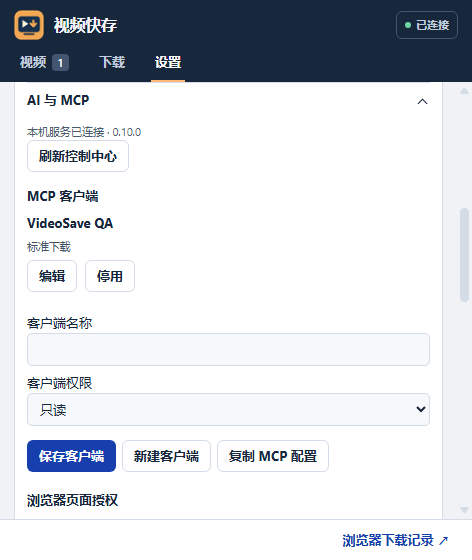 视频快存
已连接
视频 1 下载 设置
AI 与 MCP
本机服务已连接 · 0.10.0
刷新控制中心
MCP 客户端
VideoSave QA
标准下载
编辑 停用
客户端名称
客户端权限
只读
保存客户端 新建客户端 复制 MCP 配置
浏览器页面授权
浏览器下载记录 ↗